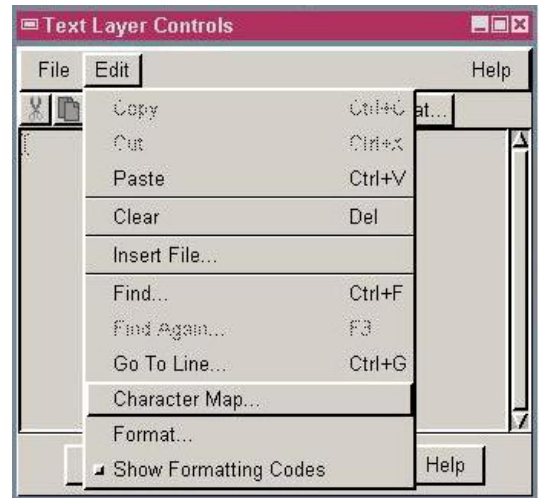 Text Layer Controls
File Edit Help
Copy Ctrl+C at...
Cut Ctrl+X
Paste Ctrl+V
Clear Del
Insert File...
Find... Ctrl+F
Find Again... F3
Go To Line... Ctrl+G
Character Map...
Format...
Show Formatting Codes Help